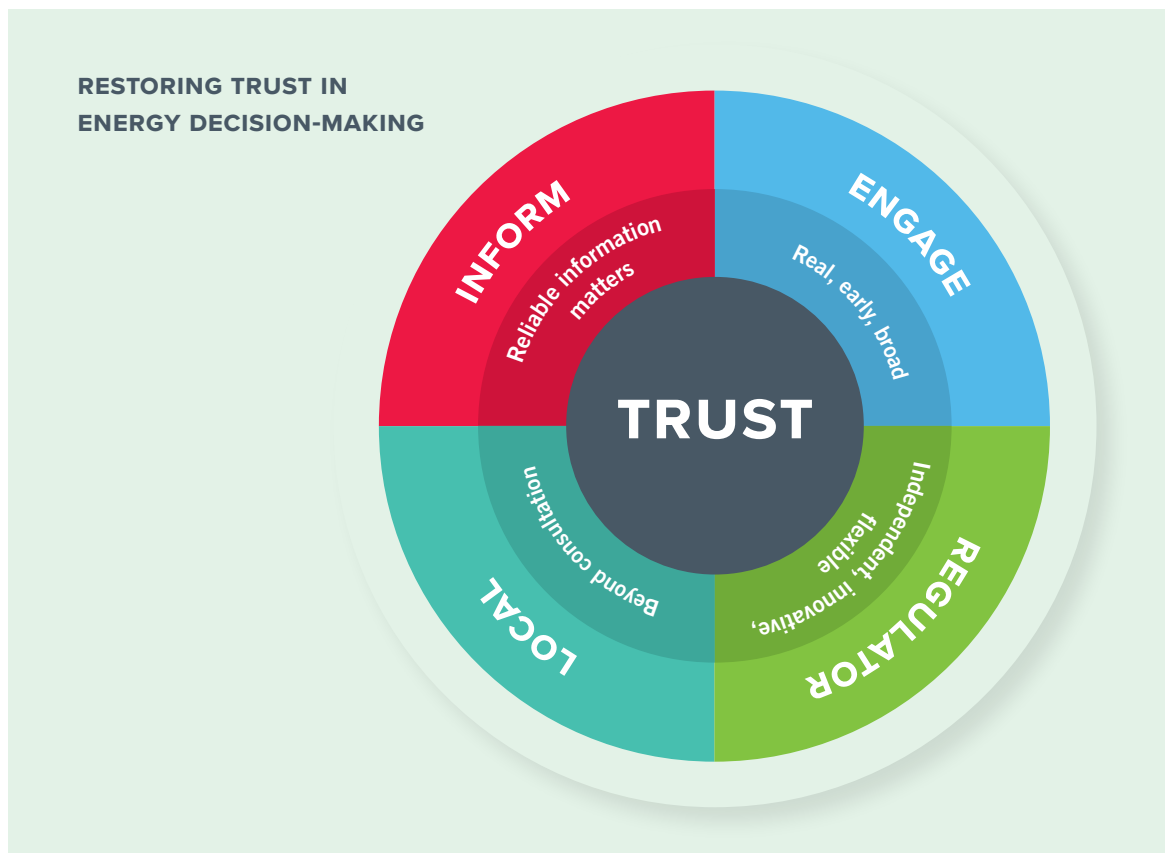 RESTORING TRUST IN
ENERGY DECISION-MAKING
INFORM
Reliable information
matters
ENGAGE
Real, early, broad
TRUST
REGULATOR
Independent, innovative,
flexible
LOCAL
Beyond consultation